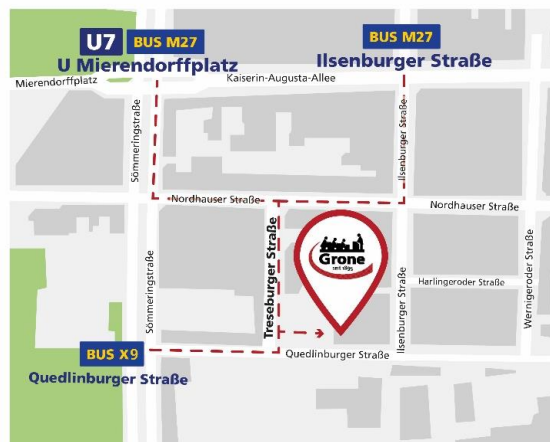 U7 BUS M27
U Mierendorffplatz
BUS M27
Ilsenburger Straße
Mierendorffplatz
Kaiserin-Augusta-Allee
Sömmeringstraße
Ilsenburger Straße
Nordhauser Straße
Nordhauser Straße
Treseburger Straße
Grone
seit 1895
Sömmeringstraße
Ilsenburger Straße
Harlingeroder Straße
Wernigeroder Straße
BUS X9
Quedlinburger Straße
Quedlinburger Straße